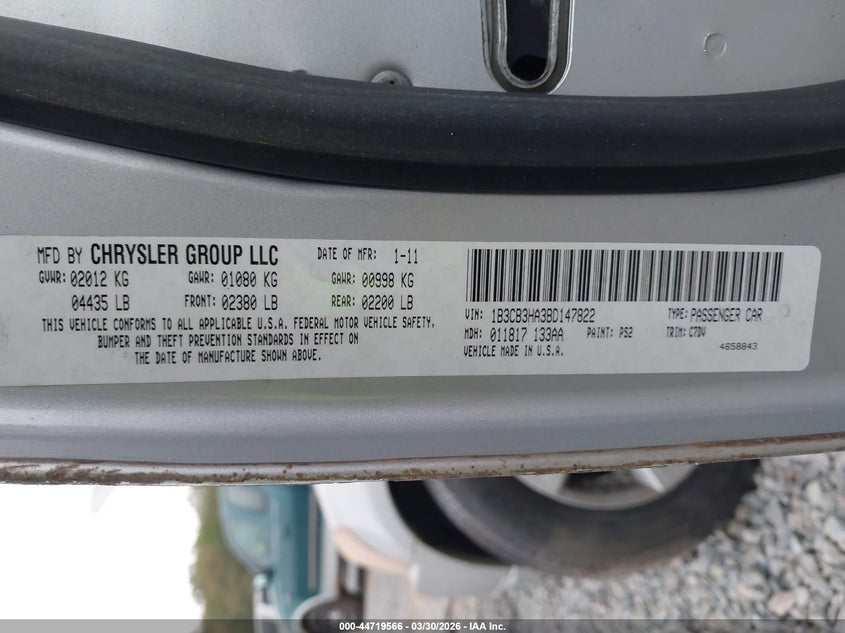 MFD BY CHRYSLER GROUP LLC DATE OF MFR: 1-11
GVWR: 02012 KG GAWR: 01080 KG GAWR: 00998 KG
04435 LB FRONT: 02380 LB REAR: 02200 LB
THIS VEHICLE CONFORMS TO ALL APPLICABLE U.S.A. FEDERAL MOTOR VEHICLE SAFETY,
BUMPER AND THEFT PREVENTION STANDARDS IN EFFECT ON
THE DATE OF MANUFACTURE SHOWN ABOVE.
VIN: 1B3CB3HA3BD147822 TYPE: PASSENGER CAR
MDH: 011817 133AA PAINT: PS2 TRIM: C7DV
VEHICLE MADE IN U.S.A. 4658843
000-44719566 — 03/30/2026 — IAA Inc.